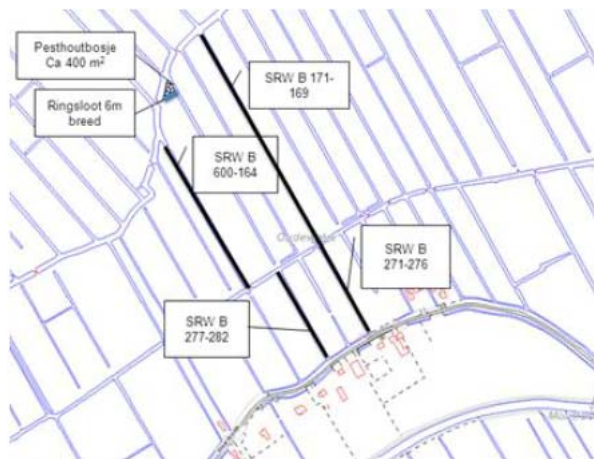 Pesthoutbosje
Ca 400 m²
Ringsloot 6m
breed
SRW B 171-
169
SRW B
600-164
SRW B
271-276
SRW B
277-282